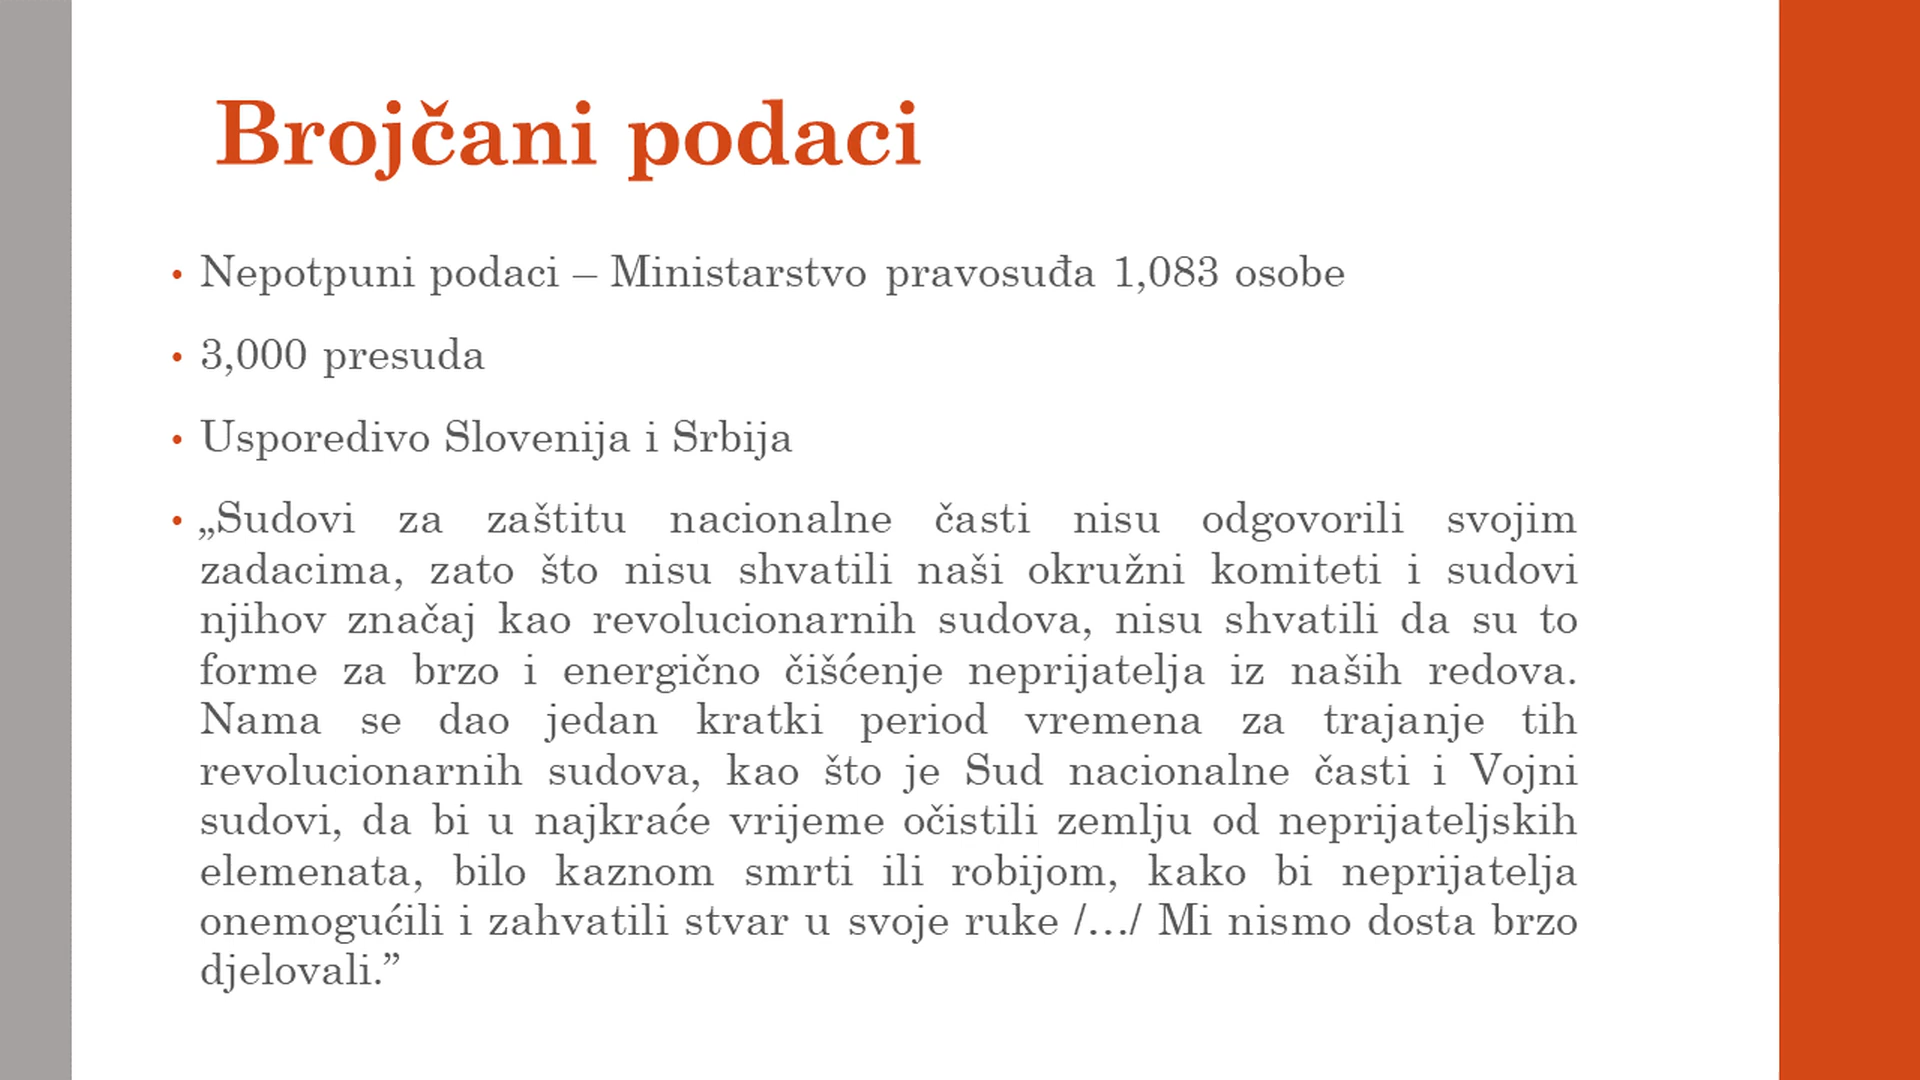 Brojčani podaci
• Nepotpuni podaci – Ministarstvo pravosuđa 1,083 osobe
• 3,000 presuda
• Usporedivo Slovenija i Srbija
• „Sudovi za zaštitu nacionalne časti nisu odgovorili svojim
zadacima, zato što nisu shvatili naši okružni komiteti i sudovi
njihov značaj kao revolucionarnih sudova, nisu shvatili da su to
forme za brzo i energično čišćenje neprijatelja iz naših redova.
Nama se dao jedan kratki period vremena za trajanje tih
revolucionarnih sudova, kao što je Sud nacionalne časti i Vojni
sudovi, da bi u najkraće vrijeme očistili zemlju od neprijateljskih
elemenata, bilo kaznom smrti ili robijom, kako bi neprijatelja
onemogućili i zahvatili stvar u svoje ruke /…/ Mi nismo dosta brzo
djelovali.”